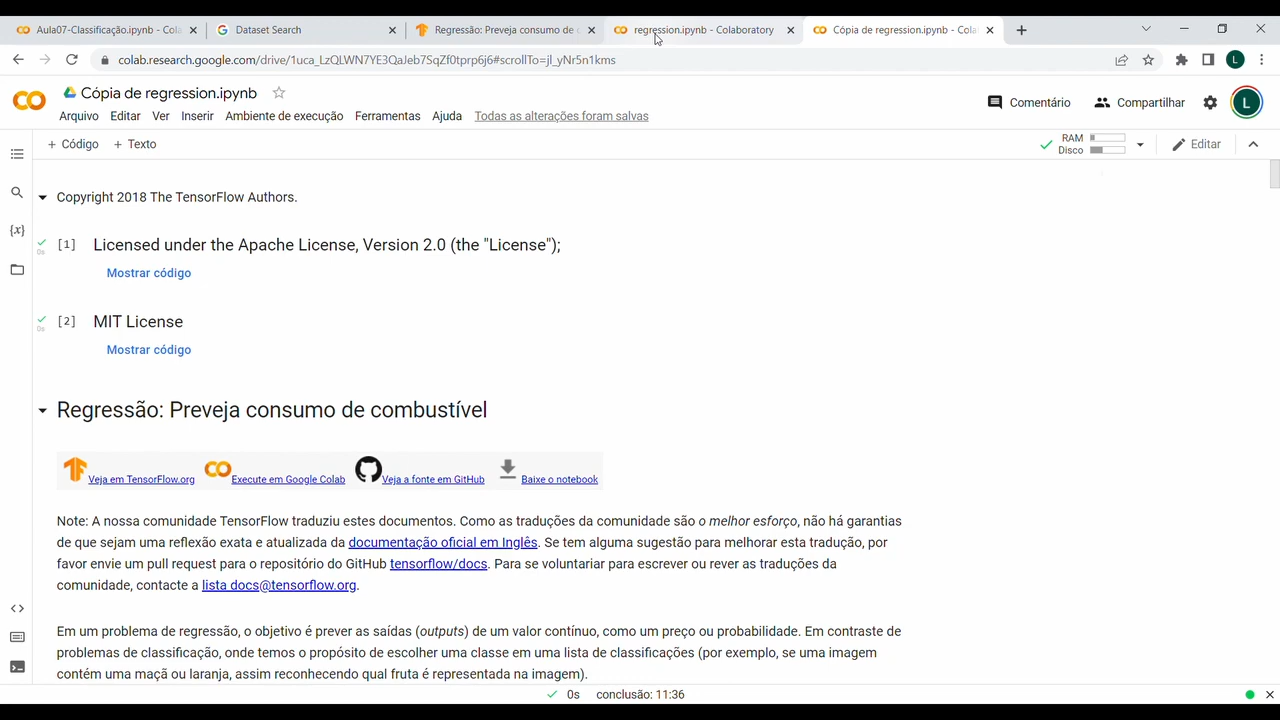 Aula07-Classificação.ipynb - Cola
Dataset Search
Regressão: Preveja consumo de c
regression.ipynb - Colaboratory
Cópia de regression.ipynb - Cola
colab.research.google.com/drive/1uca_LzQLWN7YE3QaJeb7SqZf0tprp6j6#scrollTo=jl_yNr5n1kms
L
Cópia de regression.ipynb
Arquivo Editar Ver Inserir Ambiente de execução Ferramentas Ajuda Todas as alterações foram salvas
Comentário Compartilhar L
+ Código + Texto
RAM
Disco
Editar
Copyright 2018 The TensorFlow Authors.
[1] Licensed under the Apache License, Version 2.0 (the "License");
0s
Mostrar código
[2] MIT License
0s
Mostrar código
Regressão: Preveja consumo de combustível
Veja em TensorFlow.org Execute em Google Colab Veja a fonte em GitHub Baixe o notebook
Note: A nossa comunidade TensorFlow traduziu estes documentos. Como as traduções da comunidade são o melhor esforço, não há garantias
de que sejam uma reflexão exata e atualizada da documentação oficial em Inglês. Se tem alguma sugestão para melhorar esta tradução, por
favor envie um pull request para o repositório do GitHub tensorflow/docs. Para se voluntariar para escrever ou rever as traduções da
comunidade, contacte a lista docs@tensorflow.org.
Em um problema de regressão, o objetivo é prever as saídas (outputs) de um valor contínuo, como um preço ou probabilidade. Em contraste de
problemas de classificação, onde temos o propósito de escolher uma classe em uma lista de classificações (por exemplo, se uma imagem
contém uma maçã ou laranja, assim reconhecendo qual fruta é representada na imagem).
0s conclusão: 11:36